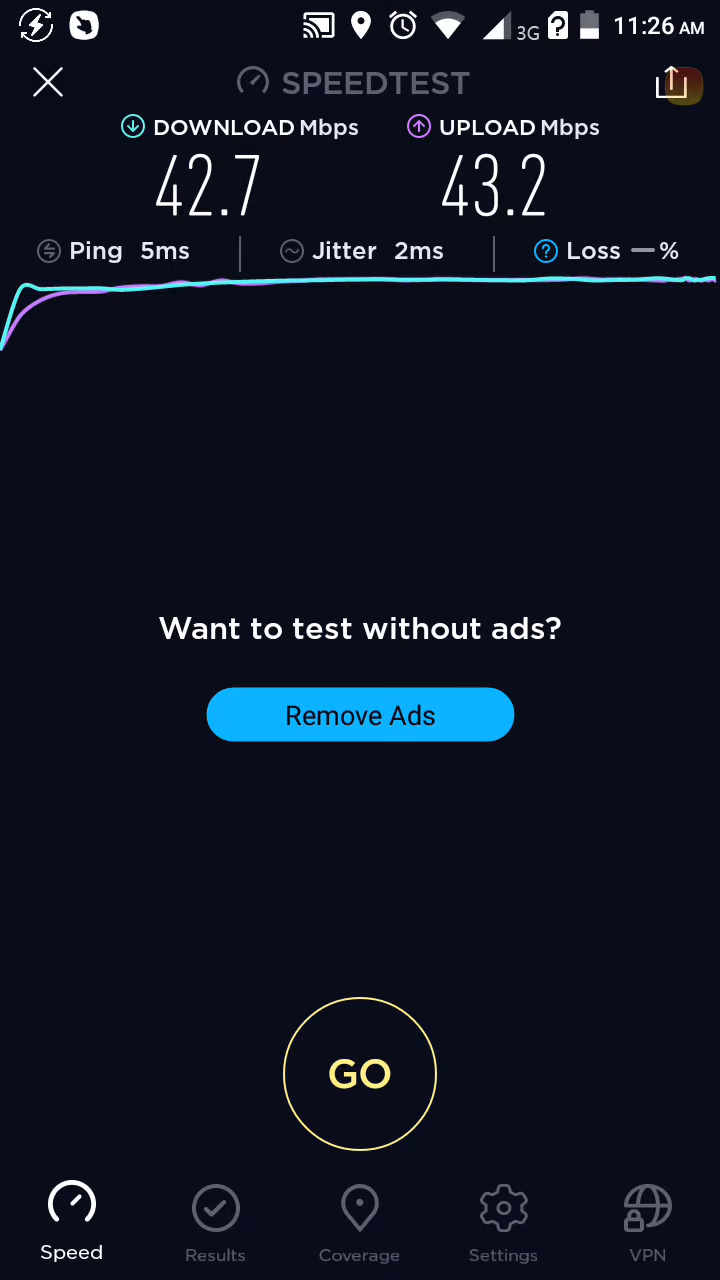 3G 11:26 AM
SPEEDTEST
DOWNLOAD Mbps UPLOAD Mbps
42.7 43.2
Ping 5ms Jitter 2ms ? Loss —%
Want to test without ads?
Remove Ads
GO
Speed Results Coverage Settings VPN